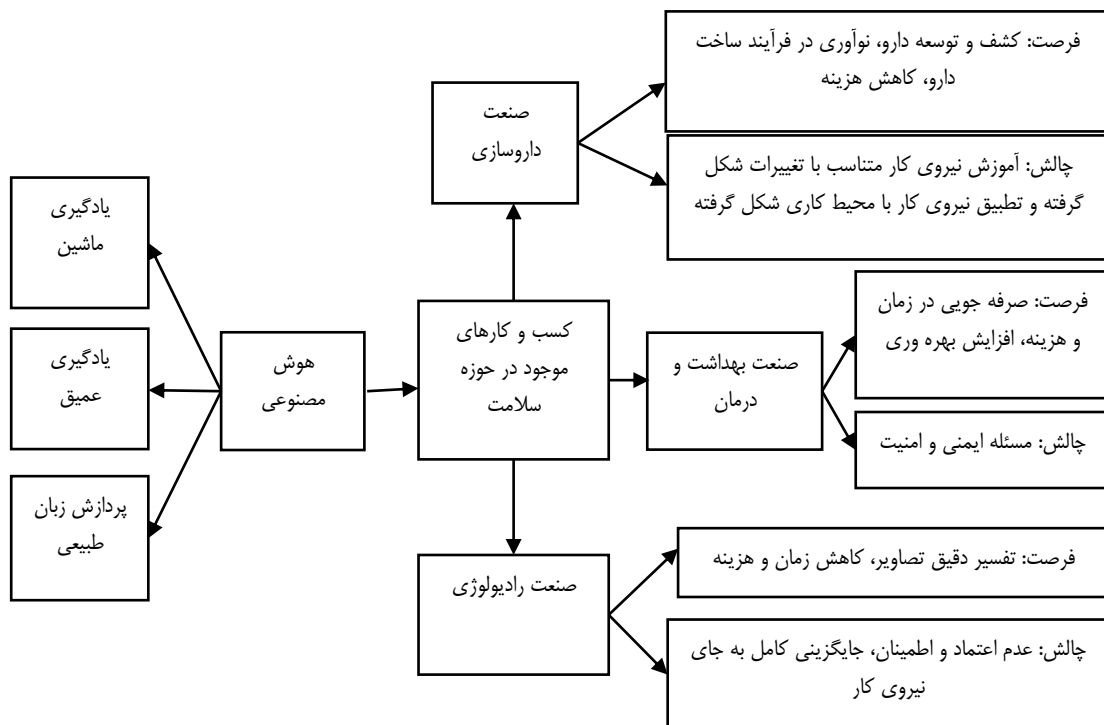 فرصت: کشف و توسعه دارو، نوآوری در فرآیند ساخت
دارو، کاهش هزینه
صنعت
داروسازی
چالش: آموزش نیروی کار متناسب با تغییرات شکل
گرفته و تطبیق نیروی کار با محیط کاری شکل گرفته
یادگیری
ماشین
فرصت: صرفه جویی در زمان
و هزینه، افزایش بهره وری
کسب و کارهای
موجود در حوزه
سلامت
صنعت بهداشت و
درمان
هوش
مصنوعی
یادگیری
عمیق
چالش: مسئله ایمنی و امنیت
پردازش زبان
طبیعی
فرصت: تفسیر دقیق تصاویر، کاهش زمان و هزینه
صنعت رادیولوژی
چالش: عدم اعتماد و اطمینان، جایگزینی کامل به جای
نیروی کار